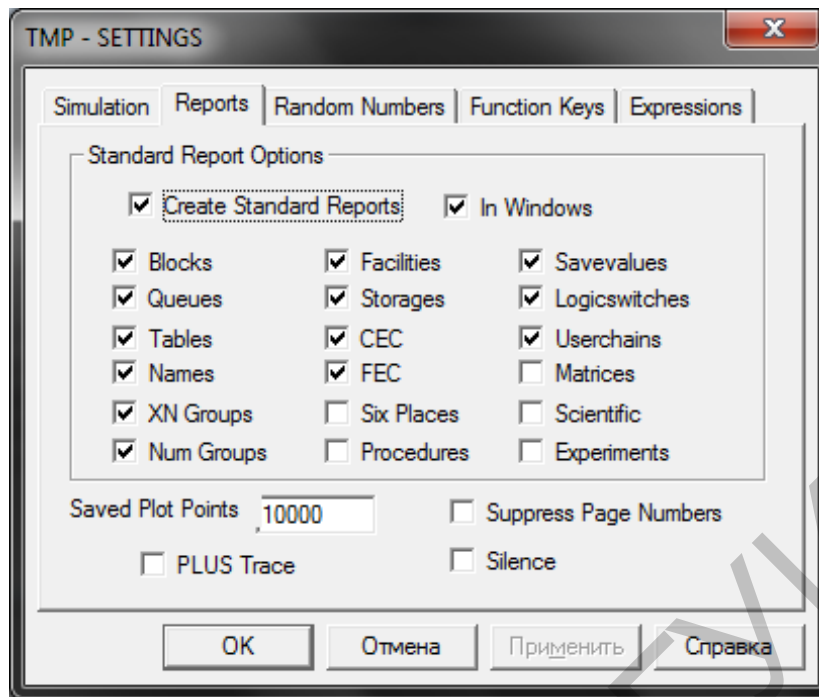 TMP - SETTINGS
Simulation Reports Random Numbers Function Keys Expressions
Standard Report Options
Create Standard Reports In Windows
Blocks Facilities Savevalues
Queues Storages Logicswitches
Tables CEC Userchains
Names FEC Matrices
XN Groups Six Places Scientific
Num Groups Procedures Experiments
Saved Plot Points 10000 Suppress Page Numbers
PLUS Trace Silence
OK Отмена Применить Справка